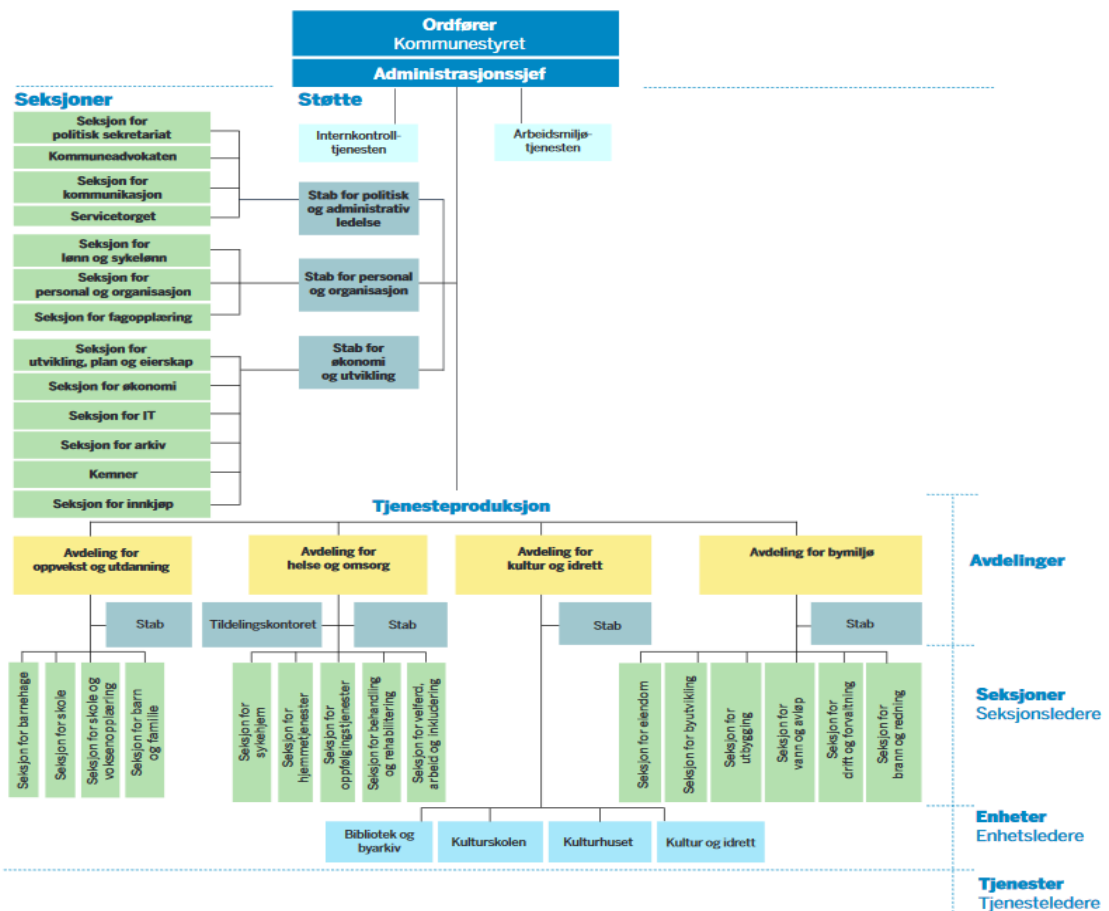 Ordfører
Kommunestyret
Administrasjonssjef
Seksjoner
Støtte
Seksjon for
politisk sekretariat
Kommuneadvokaten
Seksjon for
kommunikasjon
Servicetorget
Internkontroll-
tjenesten
Arbeidsmiljø-
tjenesten
Stab for politisk
og administrativ
ledelse
Seksjon for
lønn og sykelønn
Seksjon for
personal og organisasjon
Seksjon for fagopplæring
Stab for personal
og organisasjon
Seksjon for
utvikling, plan og eierskap
Seksjon for økonomi
Seksjon for IT
Seksjon for arkiv
Kemner
Seksjon for innkjøp
Stab for
økonomi
og utvikling
Tjenesteproduksjon
Avdeling for
oppvekst og utdanning
Avdeling for
helse og omsorg
Avdeling for
kultur og idrett
Avdeling for bymiljø
Avdelinger
Stab
Tildelingskontoret
Stab
Stab
Stab
Seksjon for barnehage
Seksjon for skole
Seksjon for skole og
voksenopplæring
Seksjon for barn
og familie
Seksjon for
sykehjem
Seksjon for
hjemmetjenester
Seksjon for
oppfølgingstjenester
Seksjon for behandling
og rehabilitering
Seksjon for velferd,
arbeid og inkludering
Seksjon for eiendom
Seksjon for byutvikling
Seksjon for
utbygging
Seksjon for
vann og avløp
Seksjon for
drift og forvaltning
Seksjon for
brann og redning
Seksjoner
Seksjonsledere
Bibliotek og
byarkiv
Kulturskolen
Kulturhuset
Kultur og idrett
Enheter
Enhetsledere
Tjenester
Tjenesteledere